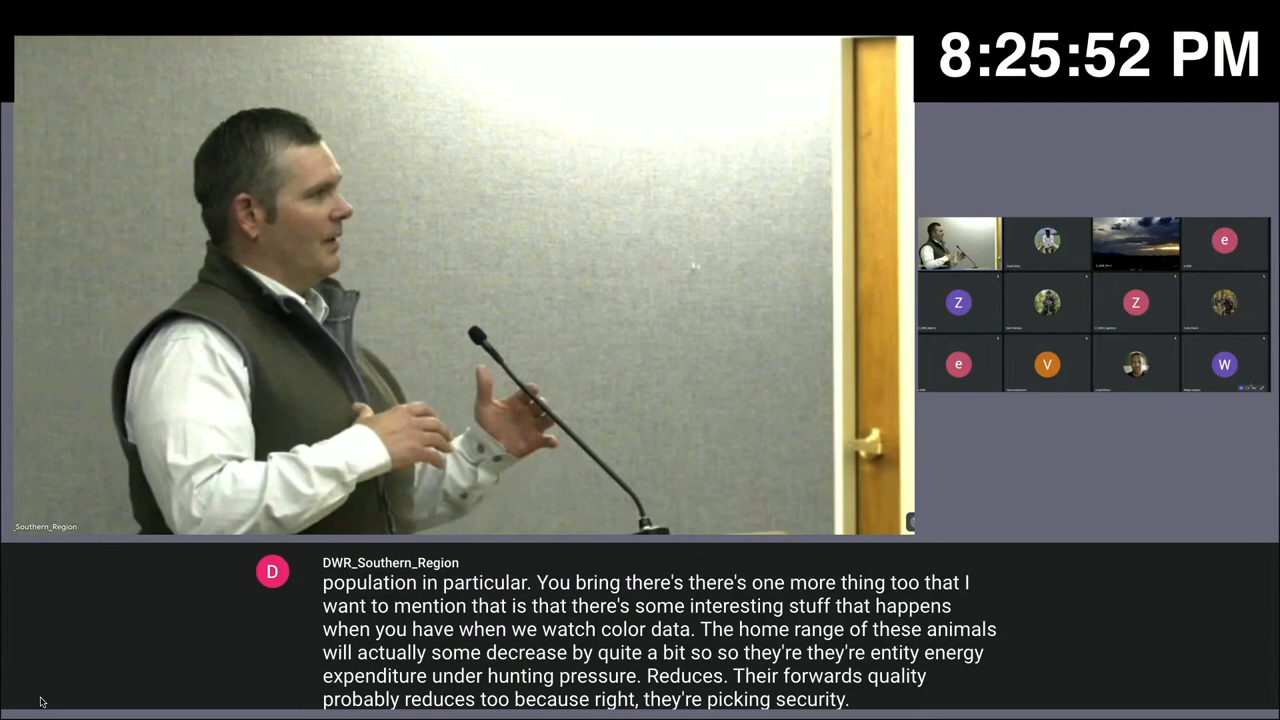 8:25:52 PM
e
Z
Z
e
V
W
_Southern_Region
D
DWR_Southern_Region
population in particular. You bring there's there's one more thing too that I
want to mention that is that there's some interesting stuff that happens
when you have when we watch color data. The home range of these animals
will actually some decrease by quite a bit so so they're they're entity energy
expenditure under hunting pressure. Reduces. Their forwards quality
probably reduces too because right, they're picking security.